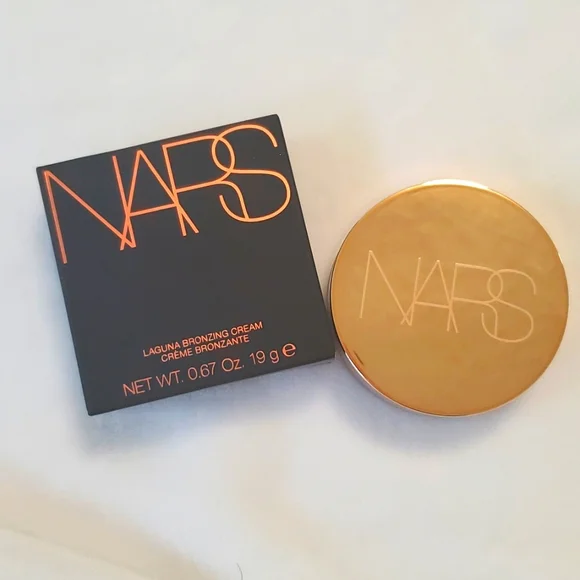 NARS
LAGUNA BRONZING CREAM
CRÈME BRONZANTE
NET WT. 0.67 Oz. 19 g e
NARS